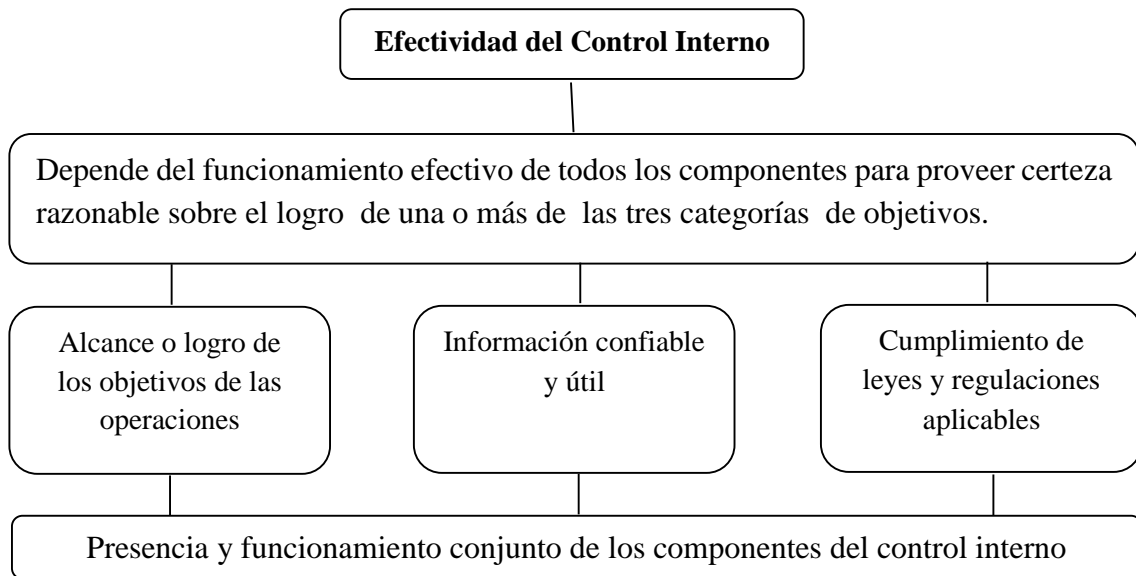 Efectividad del Control Interno
Depende del funcionamiento efectivo de todos los componentes para proveer certeza
razonable sobre el logro de una o más de las tres categorías de objetivos.
Alcance o logro de
los objetivos de las
operaciones
Información confiable
y útil
Cumplimiento de
leyes y regulaciones
aplicables
Presencia y funcionamiento conjunto de los componentes del control interno